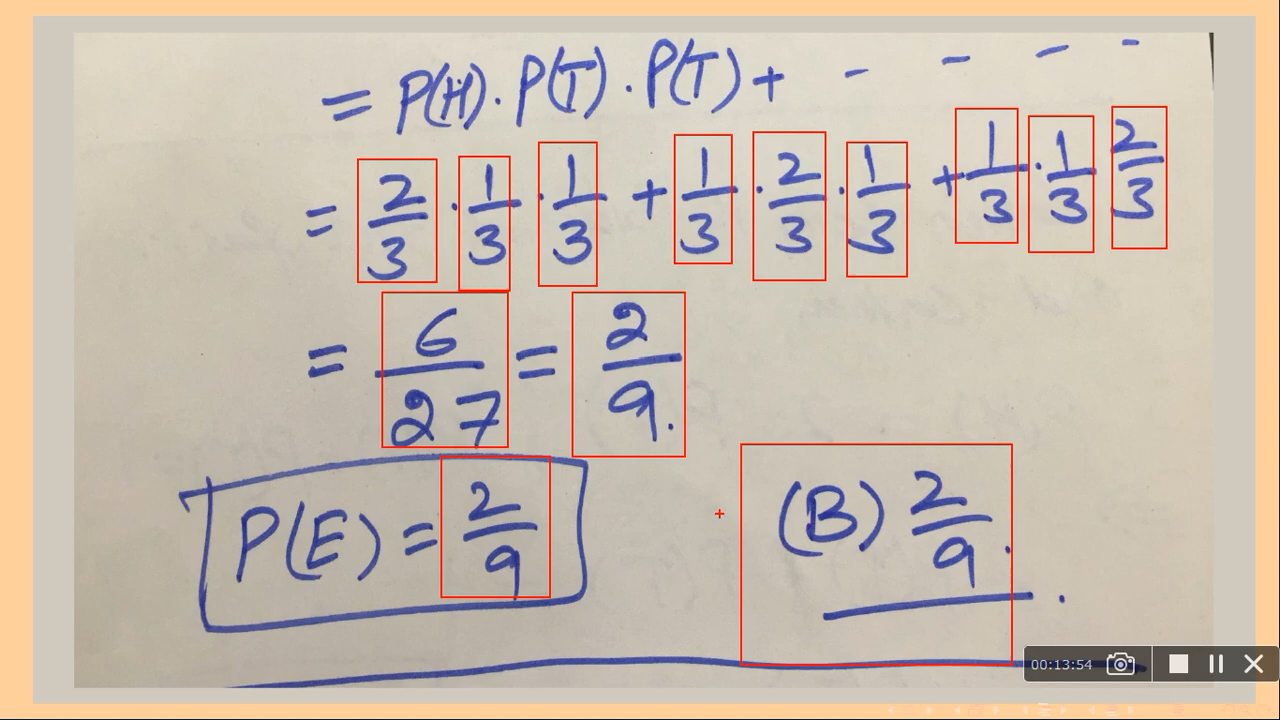 = P(H) . P(T) . P(T) + - - - -
= 2/3 . 1/3 . 1/3 + 1/3 . 2/3 . 1/3 + 1/3 . 1/3 2/3
= 6/27 = 2/9.
P(E) = 2/9
(B) 2/9.
00:13:54